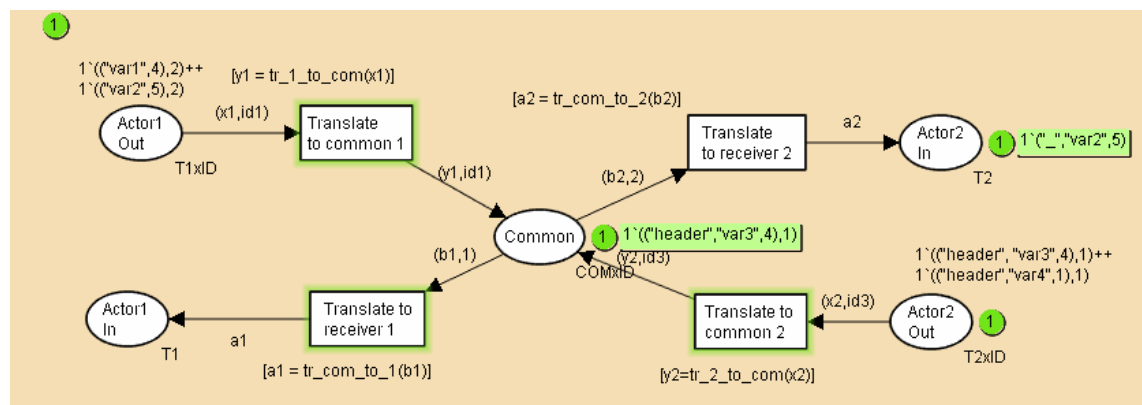 1
1`(("var1",4),2)++
1`(("var2",5),2)
[y1 = tr_1_to_com(x1)]
(x1,id1)
Actor1
Out
T1xID
Translate
to common 1
(y1,id1)
[a2 = tr_com_to_2(b2)]
Translate
to receiver 2
a2
Actor2
In
1
1`("_","var2",5)
T2
(b2,2)
Common
1
1`(("header","var3",4),1)
COMxID
(y2,id3)
(b1,1)
1`(("header", "var3",4),1)++
1`(("header","var4",1),1)
Actor1
In
T1
a1
Translate to
receiver 1
[a1 = tr_com_to_1(b1)]
Translate to
common 2
[y2=tr_2_to_com(x2)]
(x2,id3)
Actor2
Out
1
T2xID